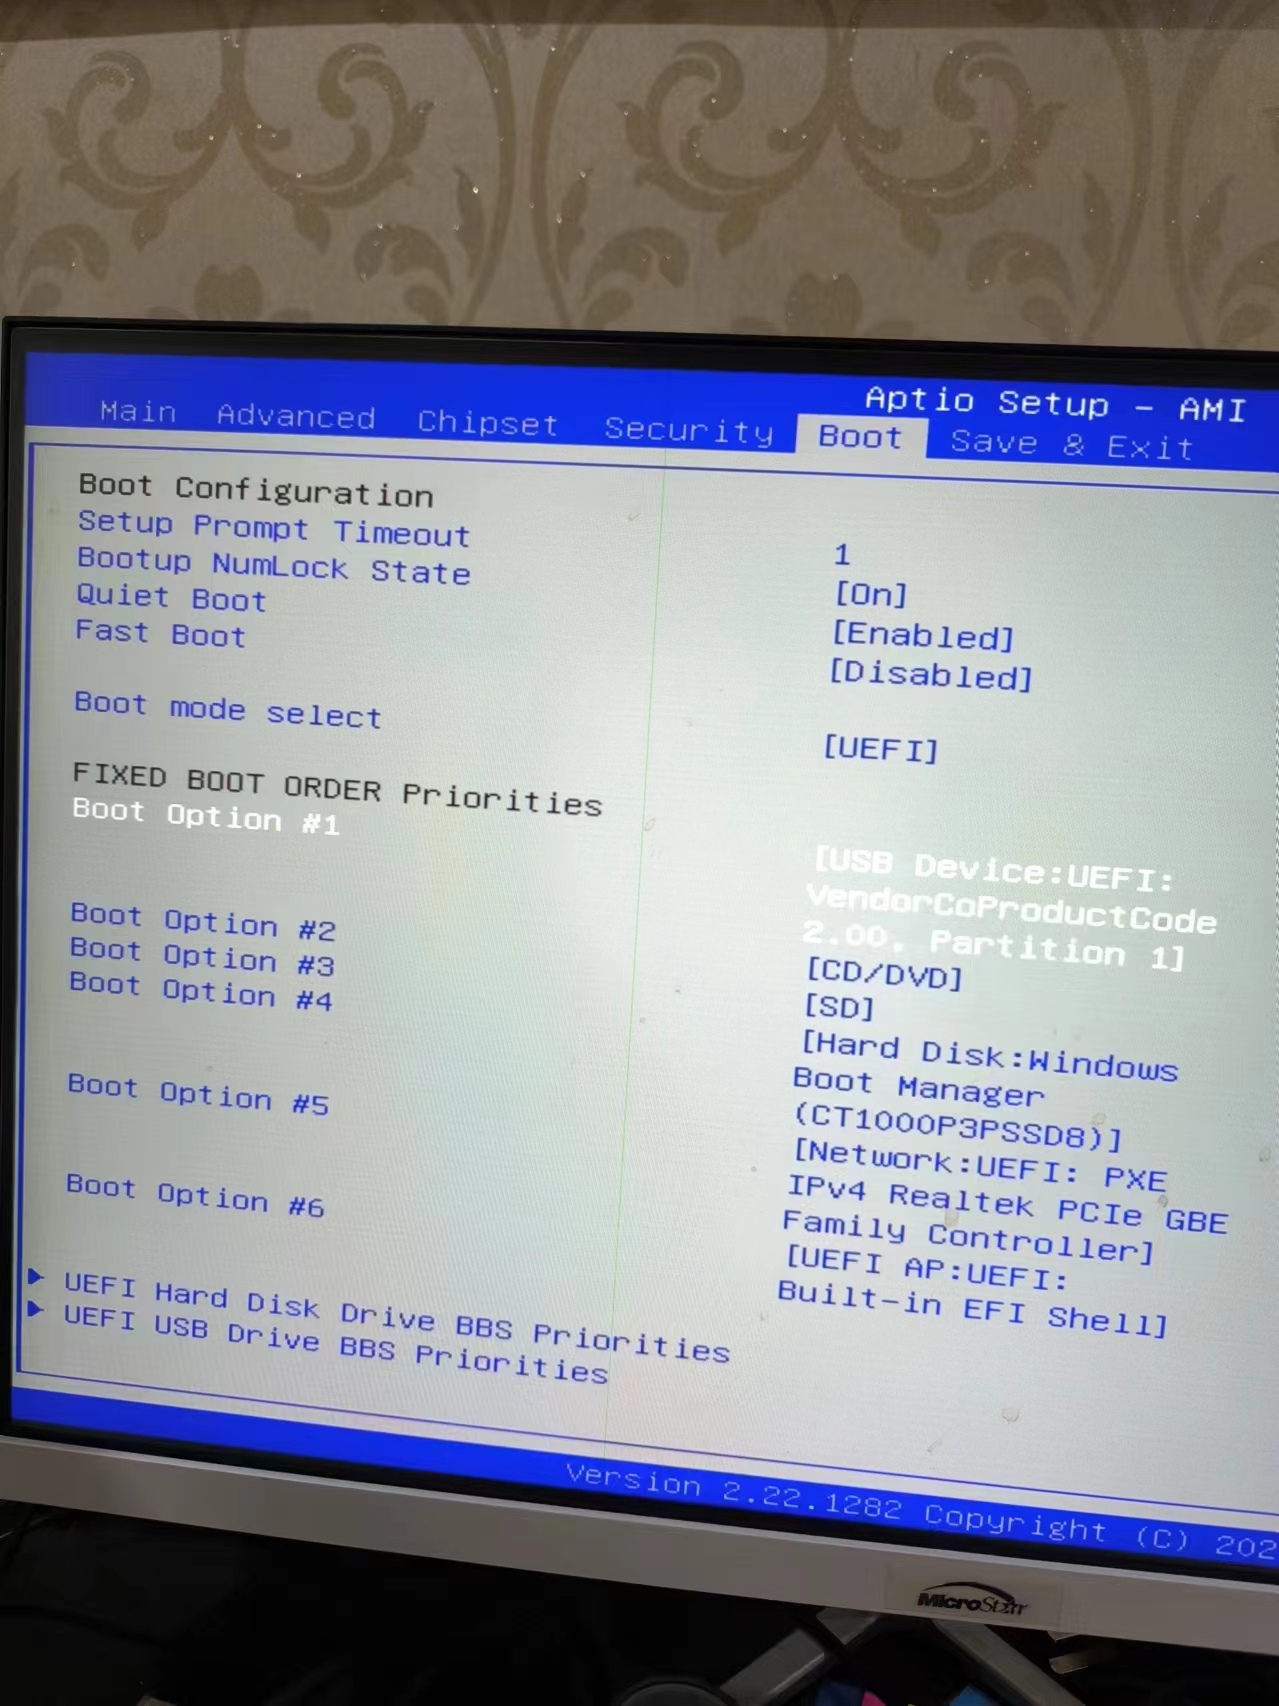 Aptio Setup - AMI
Main Advanced Chipset Security Boot Save & Exit
Boot Configuration
Setup Prompt Timeout 1
Bootup NumLock State [On]
Quiet Boot [Enabled]
Fast Boot [Disabled]
Boot mode select [UEFI]
FIXED BOOT ORDER Priorities
Boot Option #1 [USB Device:UEFI:
VendorCoProductCode
2.00, Partition 1]
Boot Option #2 [CD/DVD]
Boot Option #3 [SD]
Boot Option #4 [Hard Disk:Windows
Boot Manager
(CT1000P3PSSD8)]
Boot Option #5 [Network:UEFI: PXE
IPv4 Realtek PCIe GBE
Family Controller]
Boot Option #6 [UEFI AP:UEFI:
Built-in EFI Shell]
UEFI Hard Disk Drive BBS Priorities
UEFI USB Drive BBS Priorities
Version 2.22.1282 Copyright (C) 202
MicroStar